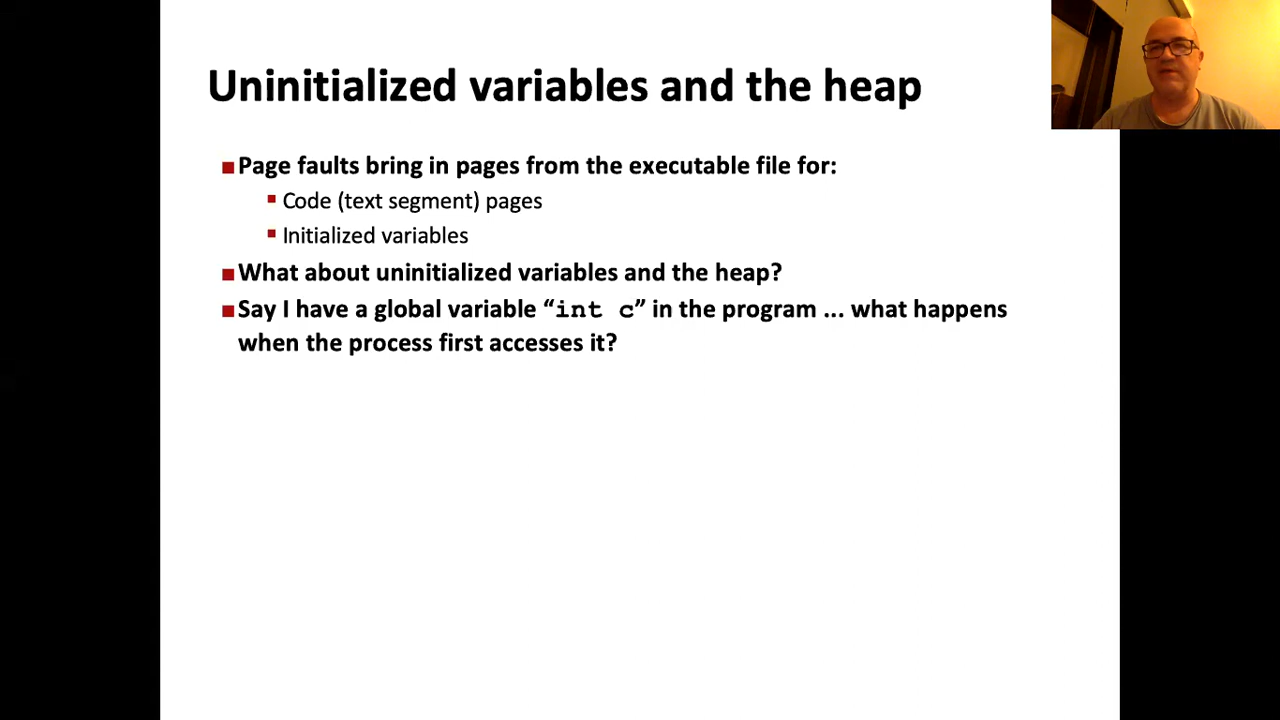 Uninitialized variables and the heap
Page faults bring in pages from the executable file for:
Code (text segment) pages
Initialized variables
What about uninitialized variables and the heap?
Say I have a global variable “int c” in the program ... what happens
when the process first accesses it?